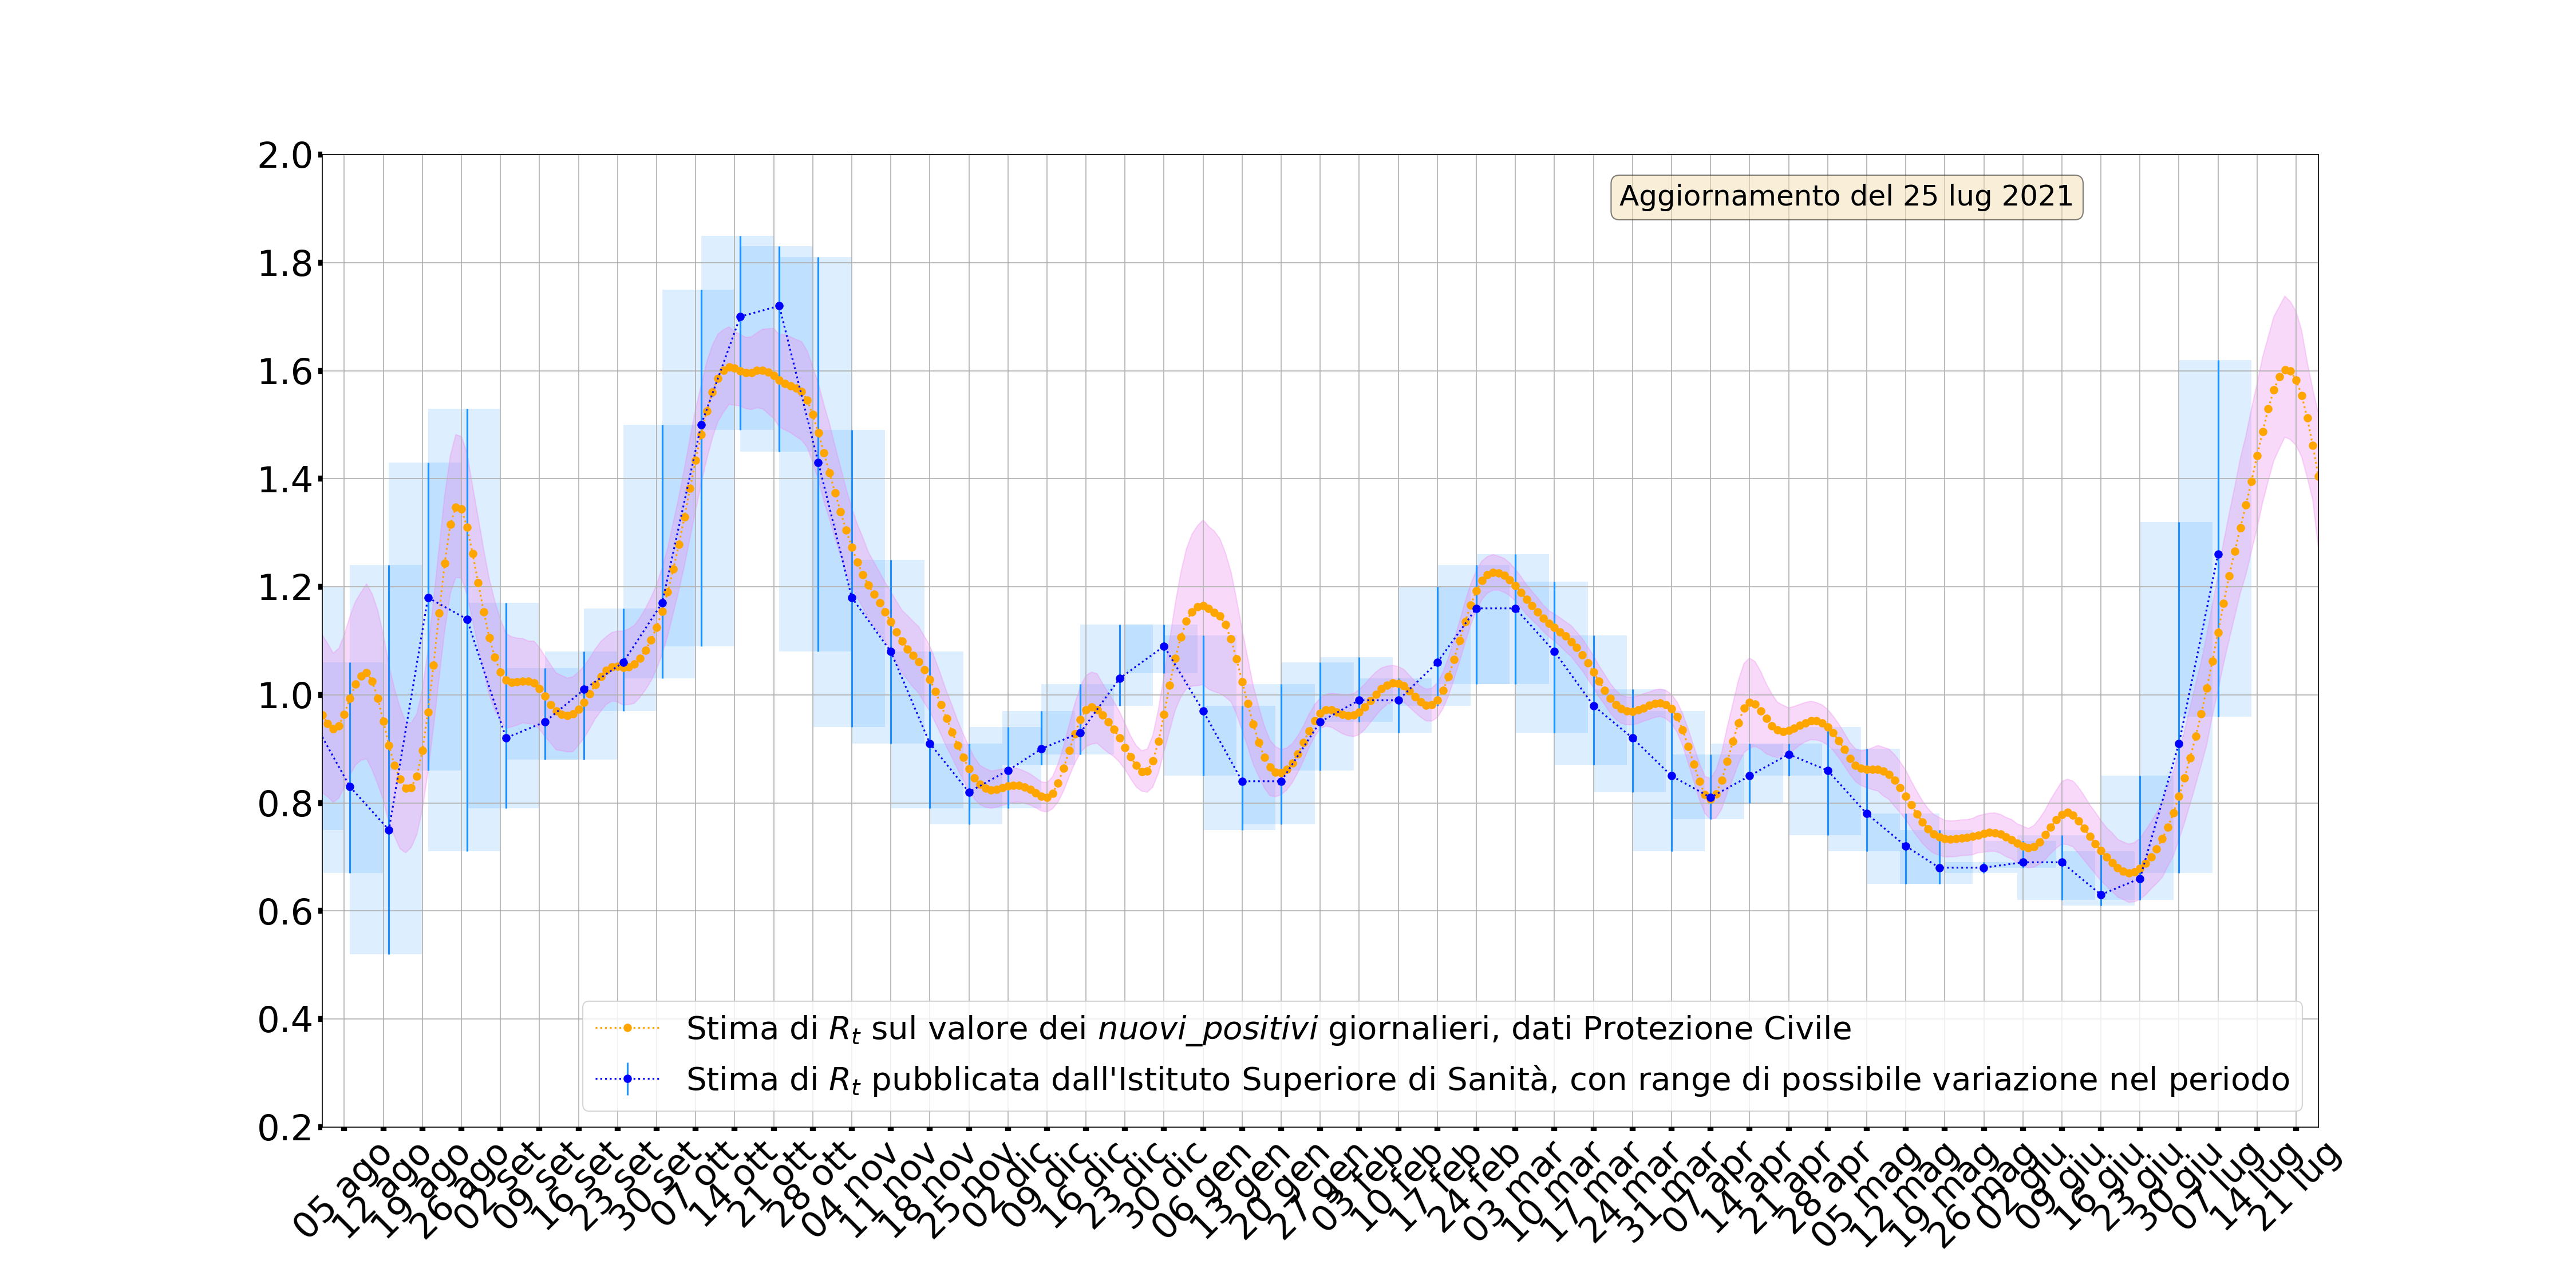 Aggiornamento del 25 lug 2021
2.0
1.8
1.6
1.4
1.2
1.0
0.8
0.6
0.4
0.2
Stima di Rt sul valore dei nuovi_positivi giornalieri, dati Protezione Civile
Stima di Rt pubblicata dall'Istituto Superiore di Sanità, con range di possibile variazione nel periodo
05 ago
12 ago
19 ago
26 ago
02 set
09 set
16 set
23 set
30 set
07 ott
14 ott
21 ott
28 ott
04 nov
11 nov
18 nov
25 nov
02 dic
09 dic
16 dic
23 dic
30 dic
06 gen
13 gen
20 gen
27 gen
03 feb
10 feb
17 feb
24 feb
03 mar
10 mar
17 mar
24 mar
31 mar
07 apr
14 apr
21 apr
28 apr
05 mag
12 mag
19 mag
26 mag
02 giu
09 giu
16 giu
23 giu
30 giu
07 lug
14 lug
21 lug